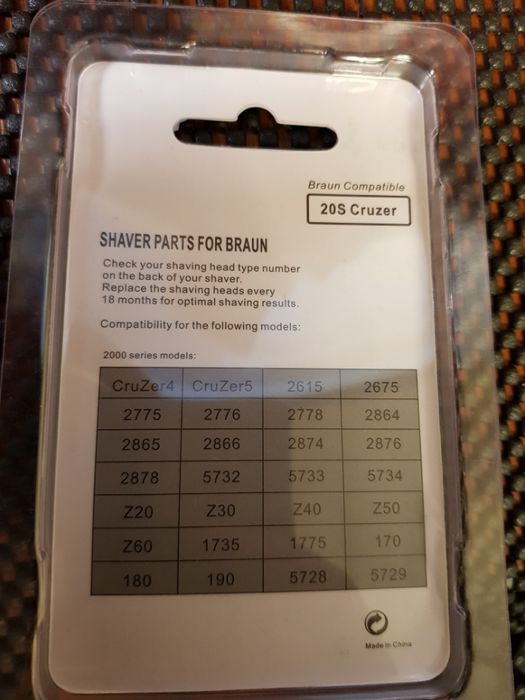 Braun Compatible
20S Cruzer
SHAVER PARTS FOR BRAUN
Check your shaving head type number
on the back of your shaver.
Replace the shaving heads every
18 months for optimal shaving results.
Compatibility for the following models:
2000 series models:
CruZer4 CruZer5 2615 2675
2775 2776 2778 2864
2865 2866 2874 2876
2878 5732 5733 5734
Z20 Z30 Z40 Z50
Z60 1735 1775 170
180 190 5728 5729
Made in China